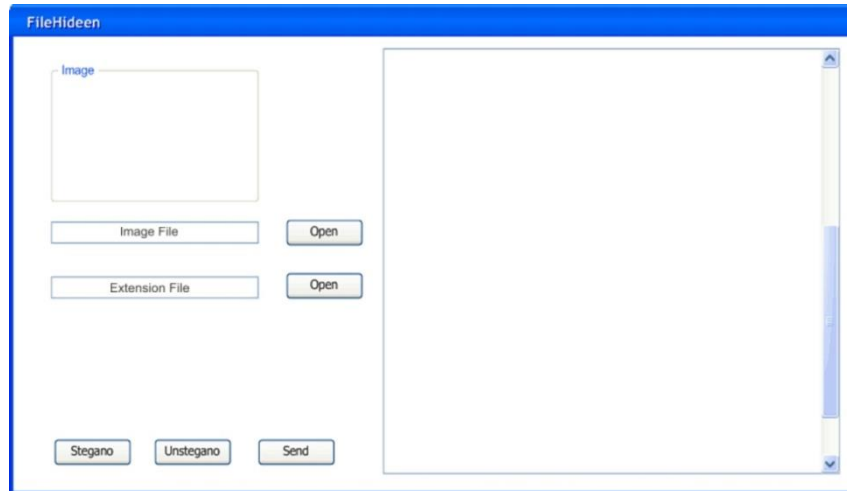 FileHideen
Image
Image File
Open
Extension File
Open
Stegano
Unstegano
Send